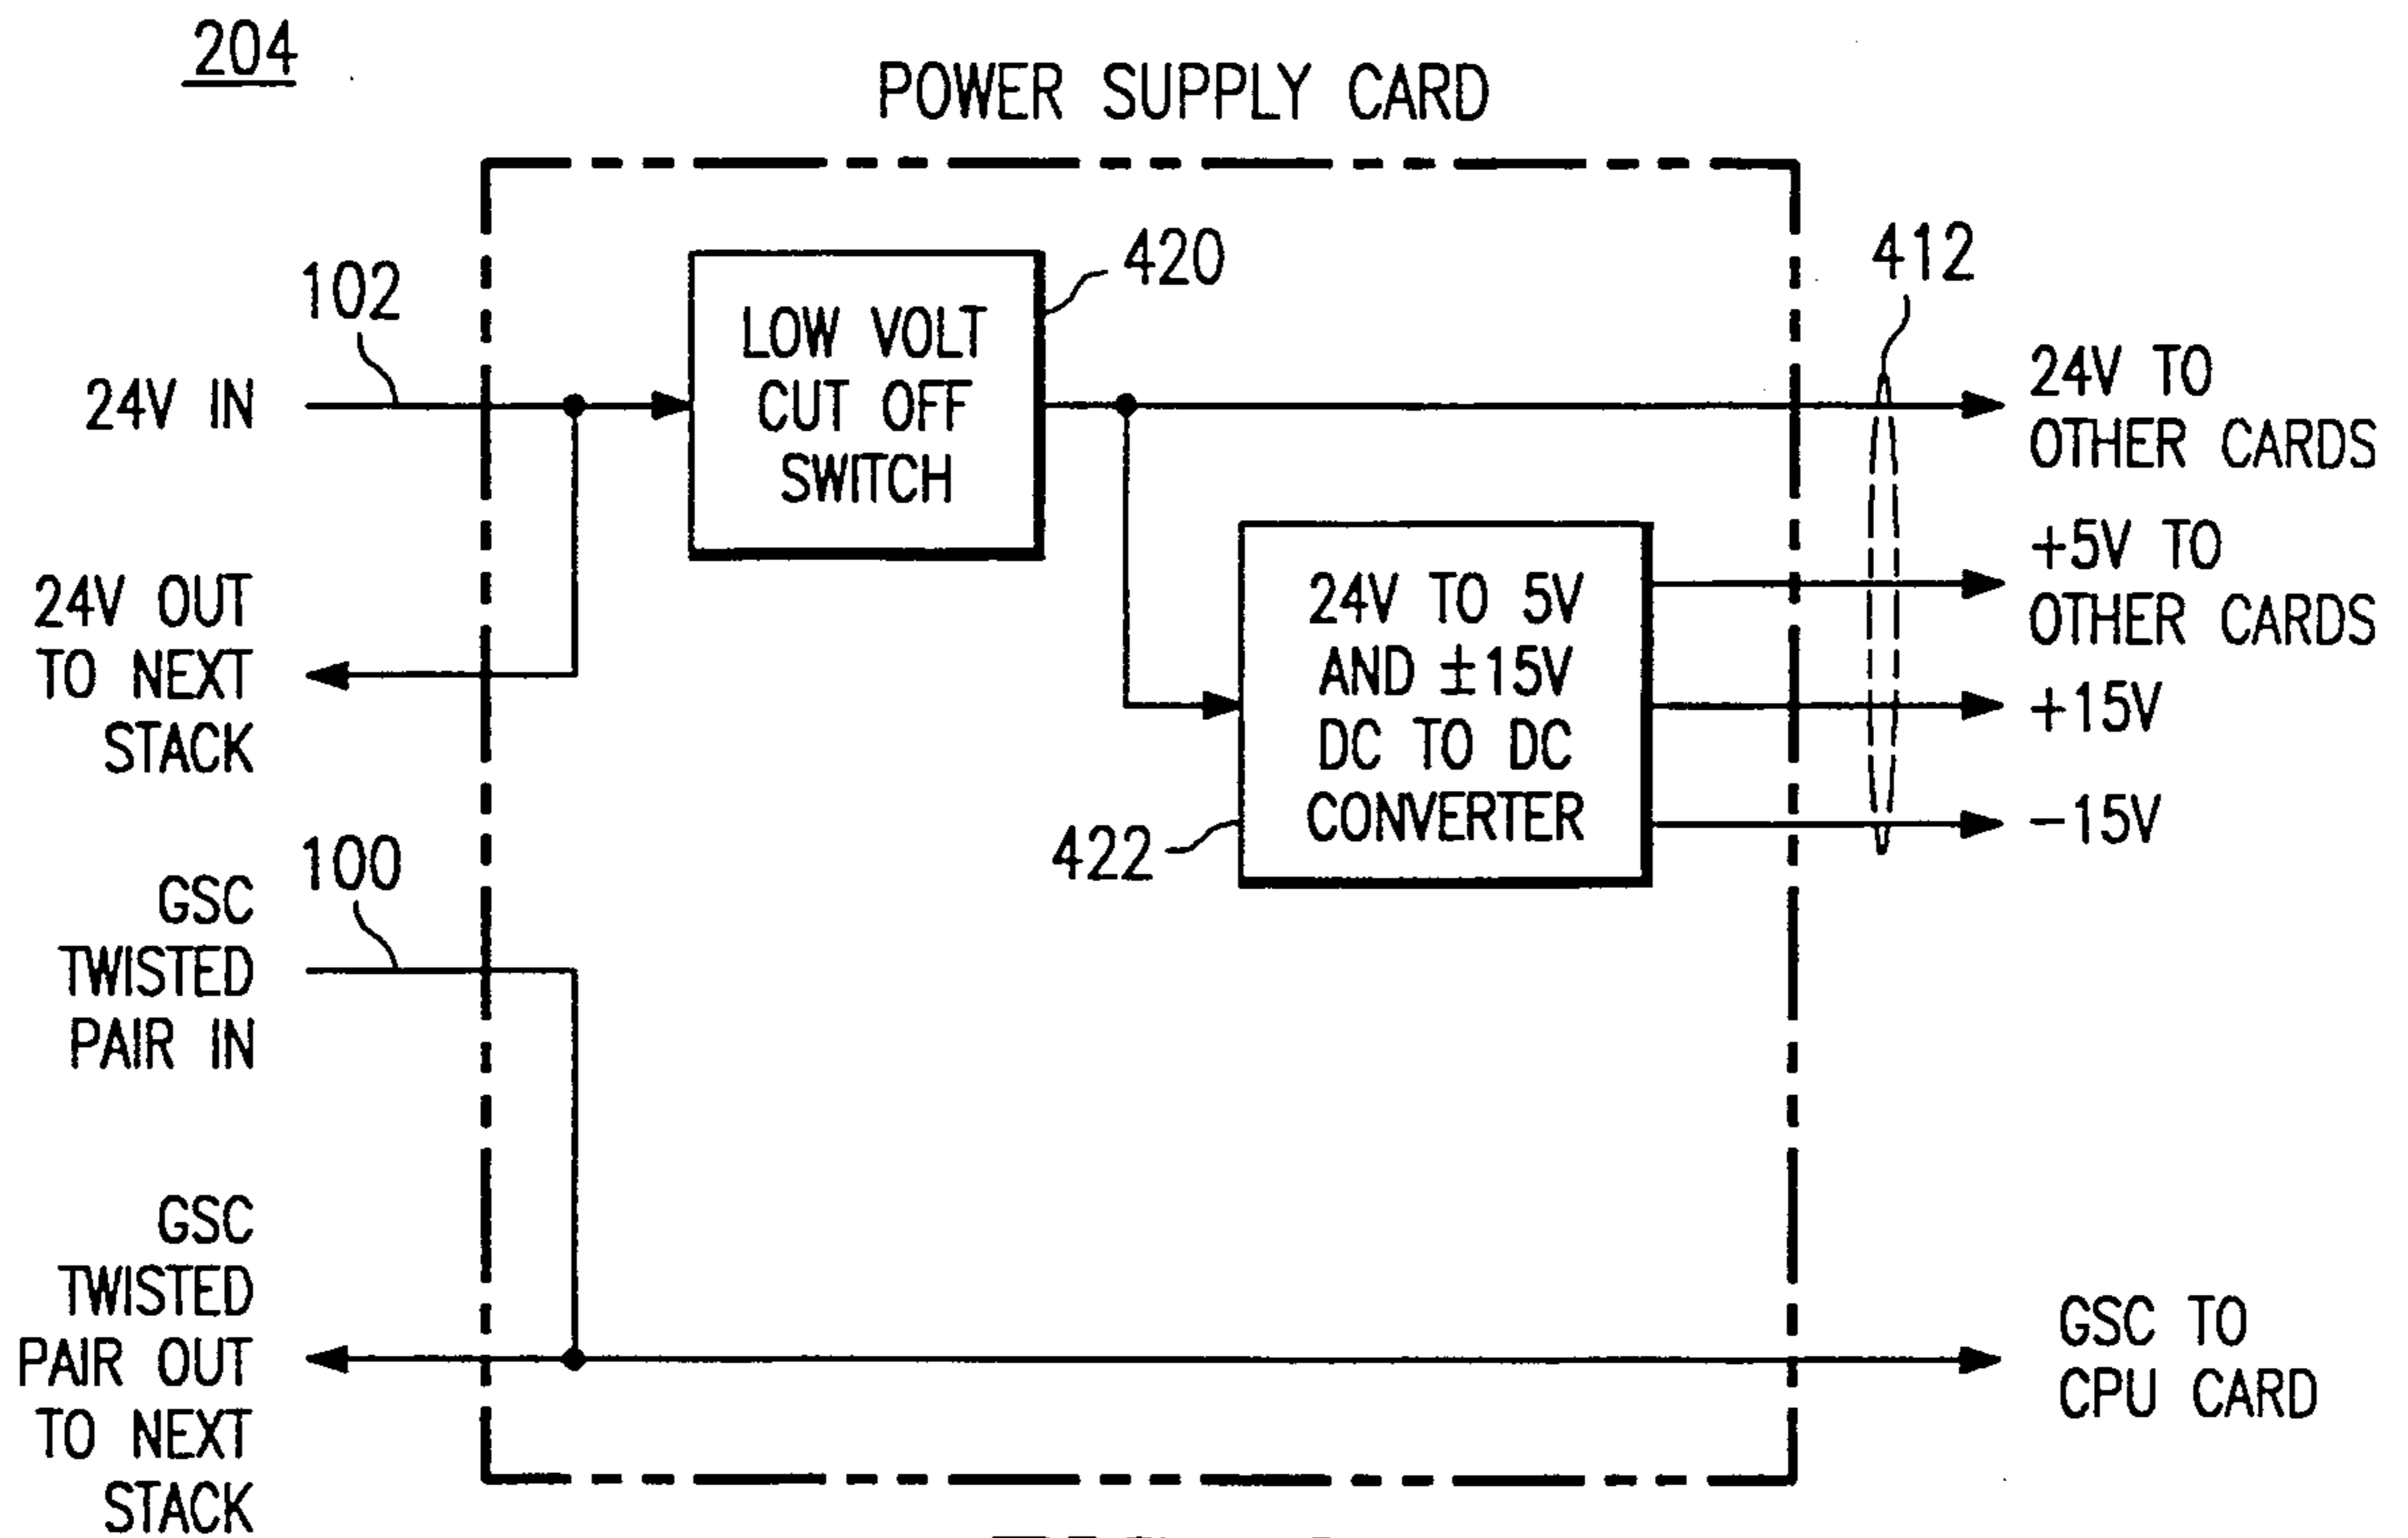 204
POWER SUPPLY CARD
102
24V IN
24V OUT
TO NEXT
STACK
100
GSC
TWISTED
PAIR IN
GSC
TWISTED
PAIR OUT
TO NEXT
STACK
LOW VOLT
CUT OFF
SWITCH
420
24V TO 5V
AND ±15V
DC TO DC
CONVERTER
422
412
24V TO
OTHER CARDS
+5V TO
OTHER CARDS
+15V
-15V
GSC TO
CPU CARD